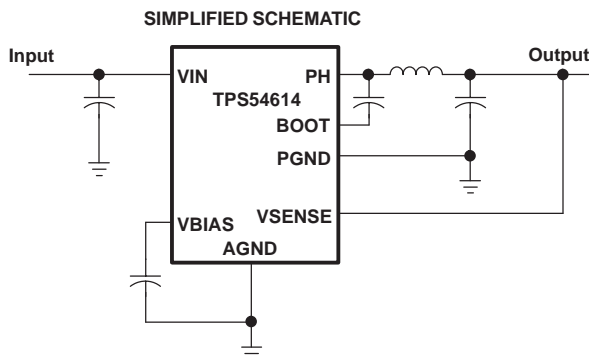 SIMPLIFIED SCHEMATIC
Input
Output
VIN
PH
TPS54614
BOOT
PGND
VBIAS
VSENSE
AGND